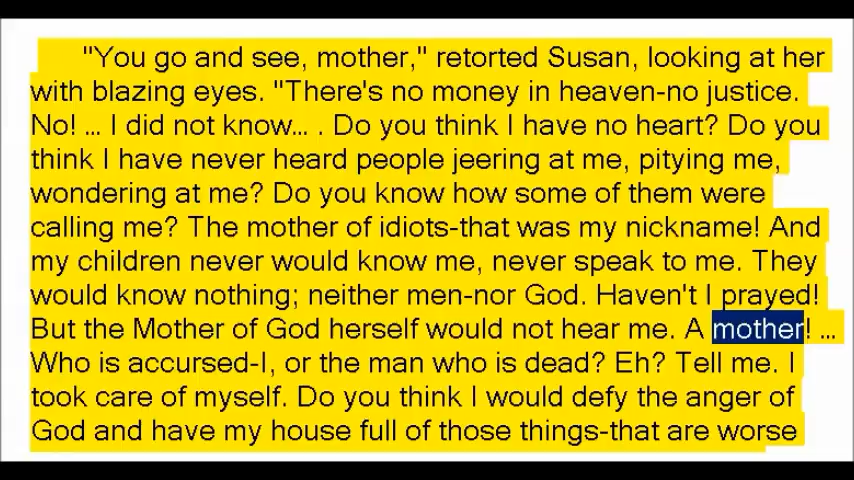 "You go and see, mother," retorted Susan, looking at her
with blazing eyes. "There's no money in heaven-no justice.
No! ... I did not know... . Do you think I have no heart? Do you
think I have never heard people jeering at me, pitying me,
wondering at me? Do you know how some of them were
calling me? The mother of idiots-that was my nickname! And
my children never would know me, never speak to me. They
would know nothing; neither men-nor God. Haven't I prayed!
But the Mother of God herself would not hear me. A mother! ...
Who is accursed-I, or the man who is dead? Eh? Tell me. I
took care of myself. Do you think I would defy the anger of
God and have my house full of those things-that are worse